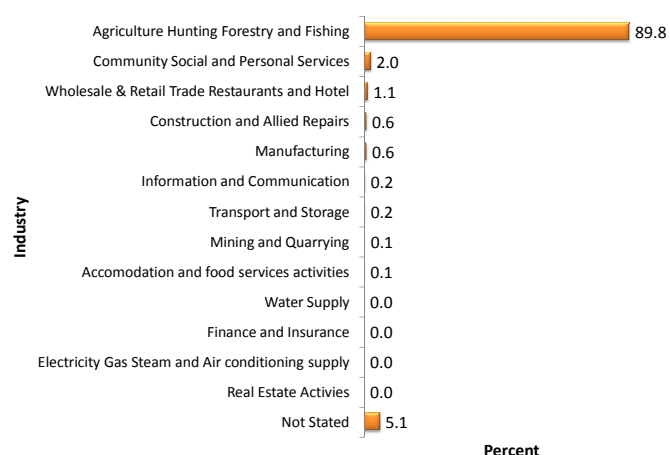 Agriculture Hunting Forestry and Fishing 89.8
Community Social and Personal Services 2.0
Wholesale & Retail Trade Restaurants and Hotel 1.1
Construction and Allied Repairs 0.6
Manufacturing 0.6
Information and Communication 0.2
Transport and Storage 0.2
Mining and Quarrying 0.1
Accomodation and food services activities 0.1
Water Supply 0.0
Finance and Insurance 0.0
Electricity Gas Steam and Air conditioning supply 0.0
Real Estate Activies 0.0
Not Stated 5.1
Industry
Percent